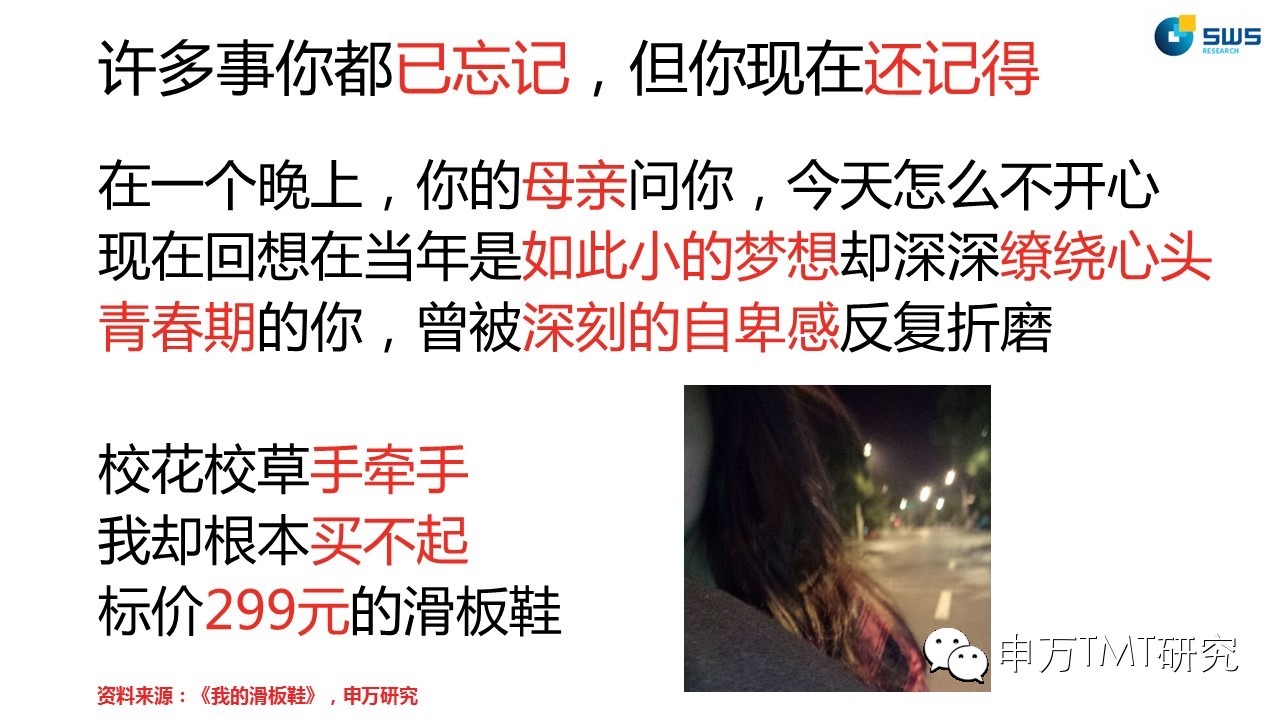 许多事你都已忘记，但你现在还记得
SWS
RESEARCH
在一个晚上，你的母亲问你，今天怎么不开心
现在回想在当年是如此小的梦想却深深缭绕心头
青春期的你，曾被深刻的自卑感反复折磨
校花校草手牵手
我却根本买不起
标价299元的滑板鞋
申万TMT研究
资料来源：《我的滑板鞋》，申万研究